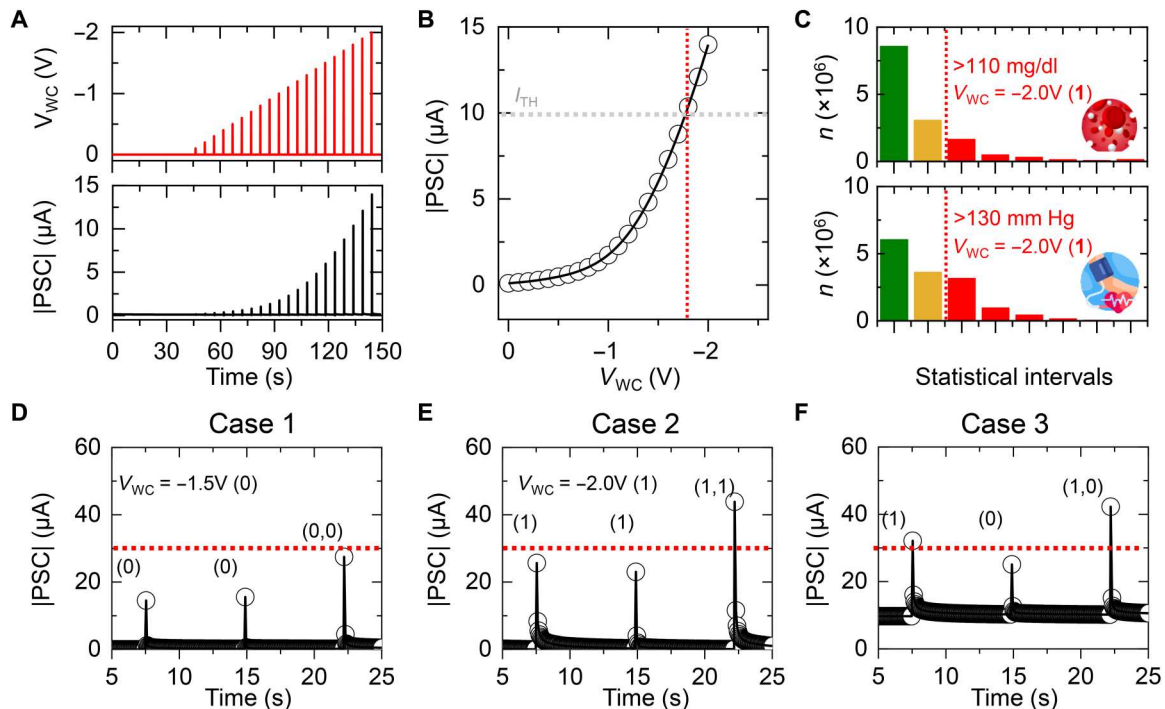 A
V_WC (V)
−2
−1
0
|PSC| (µA)
15
10
5
0
0 30 60 90 120 150
Time (s)
B
|PSC| (µA)
15
10
5
0
I_TH
0 −1 −2
V_WC (V)
C
n (×10⁶)
10
5
0
>110 mg/dl
V_WC = −2.0V (1)
n (×10⁶)
10
5
0
>130 mm Hg
V_WC = −2.0V (1)
Statistical intervals
D
Case 1
|PSC| (µA)
60
40
20
0
V_WC = −1.5V (0)
(0,0)
(0) (0)
5 10 15 20 25
Time (s)
E
Case 2
|PSC| (µA)
60
40
20
0
V_WC = −2.0V (1)
(1,1)
(1) (1)
5 10 15 20 25
Time (s)
F
Case 3
|PSC| (µA)
60
40
20
0
(1,0)
(1) (0)
5 10 15 20 25
Time (s)